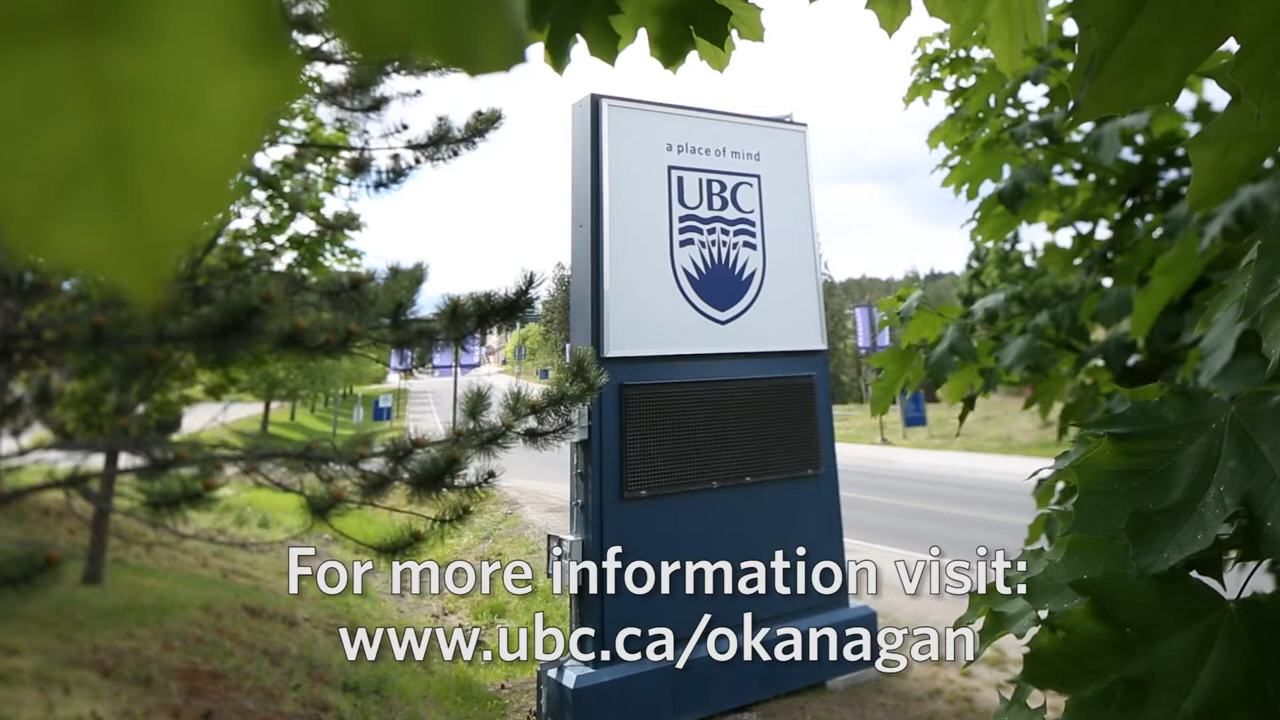 a place of mind
UBC
For more information visit:
www.ubc.ca/okanagan